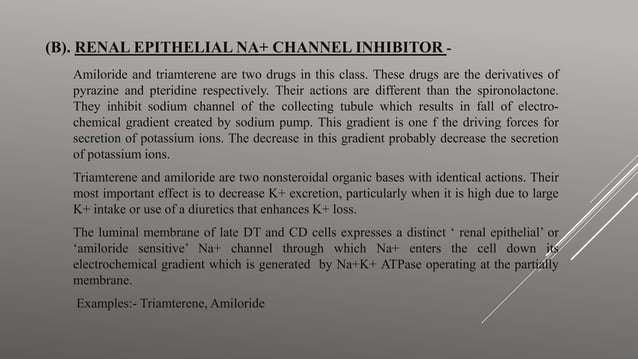 (B). RENAL EPITHELIAL NA+ CHANNEL INHIBITOR -
Amiloride and triamterene are two drugs in this class. These drugs are the derivatives of
pyrazine and pteridine respectively. Their actions are different than the spironolactone.
They inhibit sodium channel of the collecting tubule which results in fall of electro-
chemical gradient created by sodium pump. This gradient is one f the driving forces for
secretion of potassium ions. The decrease in this gradient probably decrease the secretion
of potassium ions.
Triamterene and amiloride are two nonsteroidal organic bases with identical actions. Their
most important effect is to decrease K+ excretion, particularly when it is high due to large
K+ intake or use of a diuretics that enhances K+ loss.
The luminal membrane of late DT and CD cells expresses a distinct ‘ renal epithelial’ or
‘amiloride sensitive’ Na+ channel through which Na+ enters the cell down its
electrochemical gradient which is generated by Na+K+ ATPase operating at the partially
membrane.
Examples:- Triamterene, Amiloride